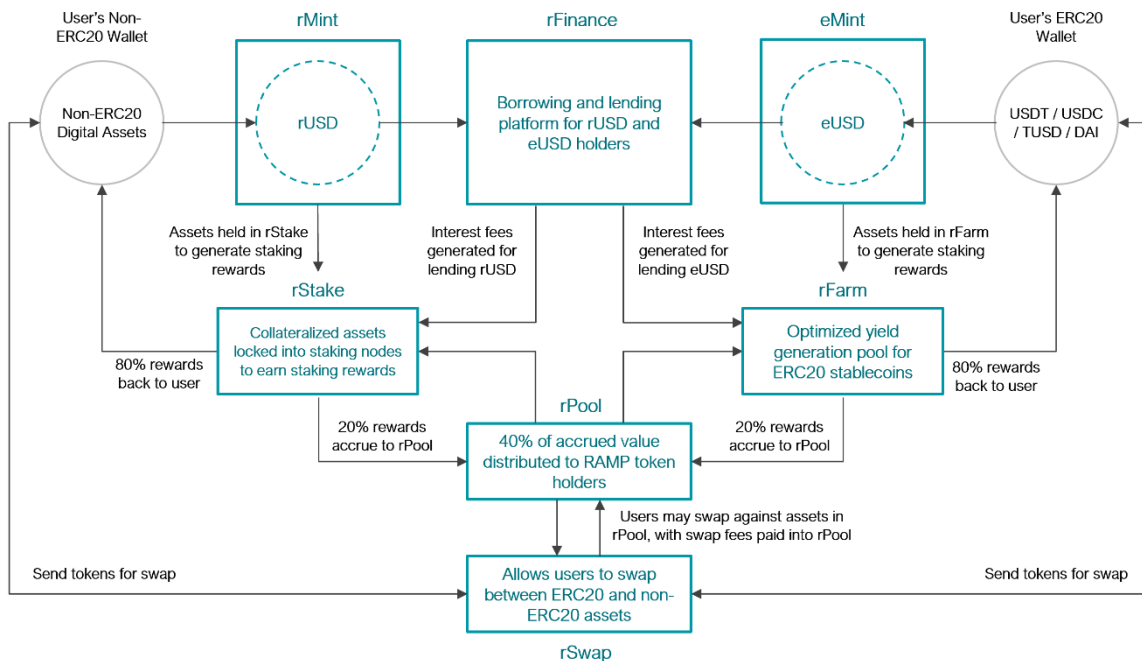 User's Non-
ERC20 Wallet
rMint
rFinance
eMint
User's ERC20
Wallet
Non-ERC20
Digital Assets
rUSD
Borrowing and lending
platform for rUSD and
eUSD holders
eUSD
USDT / USDC
/ TUSD / DAI
Assets held in rStake
to generate staking
rewards
Interest fees
generated for
lending rUSD
Interest fees
generated for
lending eUSD
Assets held in rFarm
to generate staking
rewards
rStake
rFarm
Collateralized assets
locked into staking nodes
to earn staking rewards
Optimized yield
generation pool for
ERC20 stablecoins
80% rewards
back to user
80% rewards
back to user
rPool
20% rewards
accrue to rPool
40% of accrued value
distributed to RAMP token
holders
20% rewards
accrue to rPool
Users may swap against assets in
rPool, with swap fees paid into rPool
Send tokens for swap
Allows users to swap
between ERC20 and non-
ERC20 assets
Send tokens for swap
rSwap